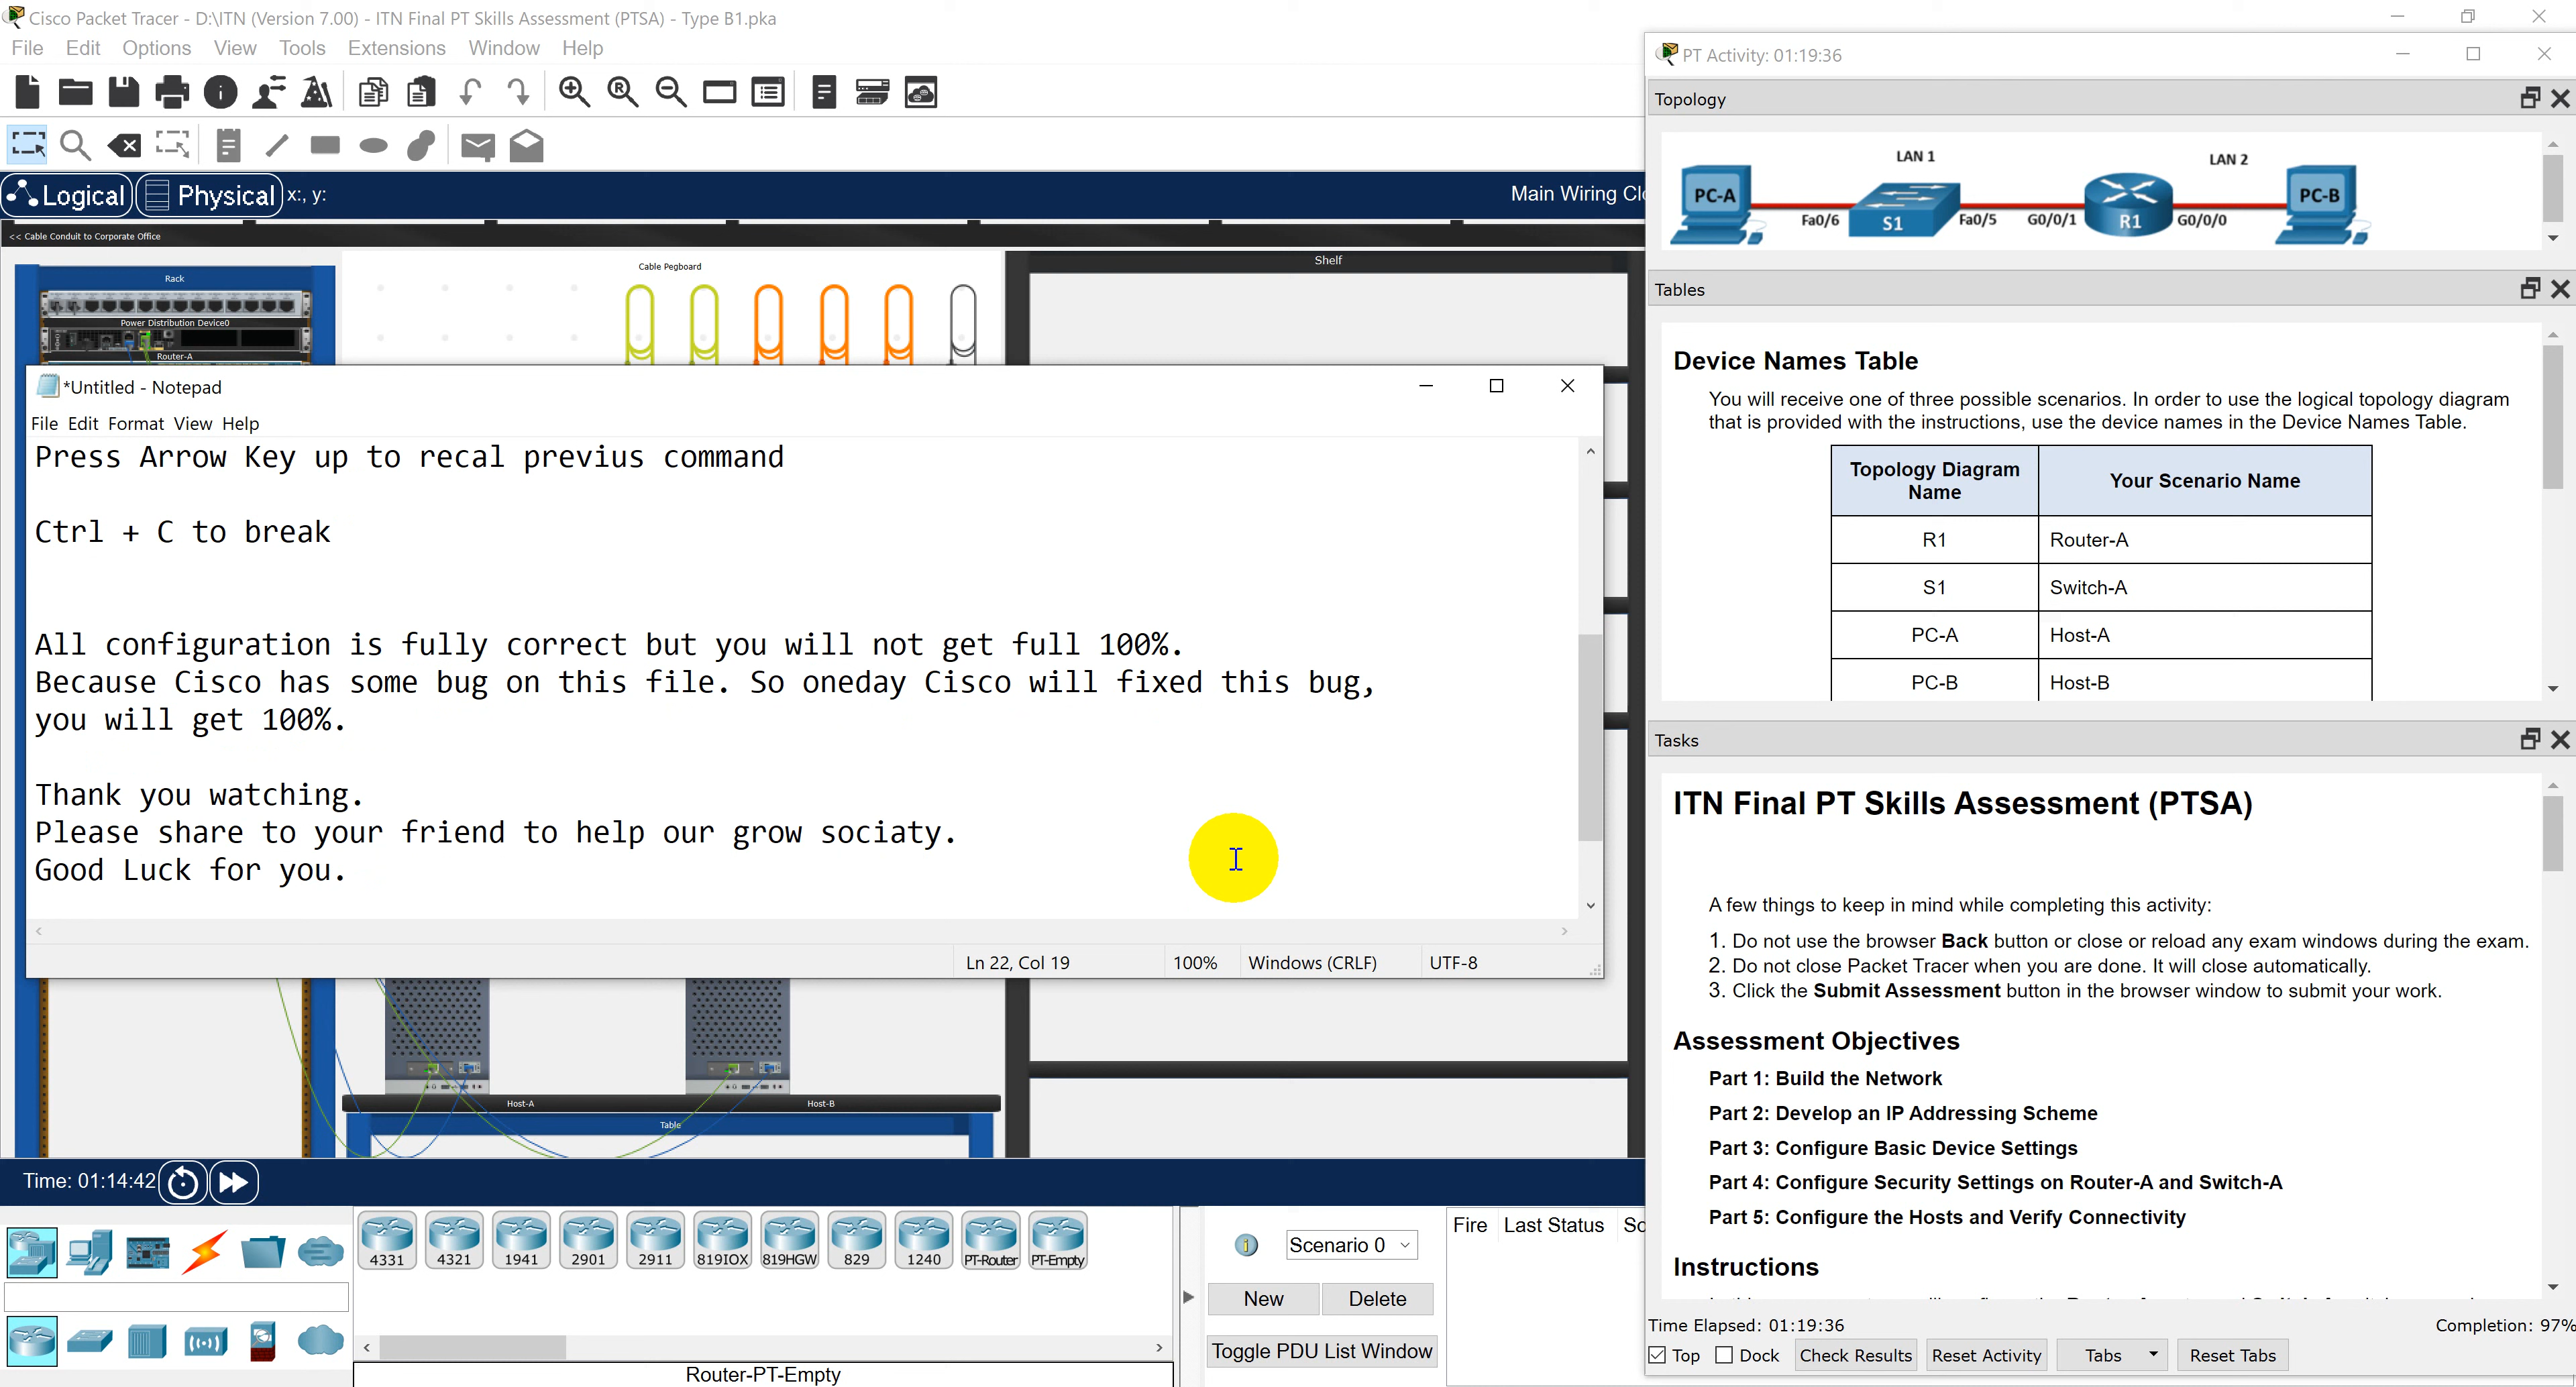 Cisco Packet Tracer - D:\ITN (Version 7.00) - ITN Final PT Skills Assessment (PTSA) - Type B1.pka
File Edit Options View Tools Extensions Window Help
Logical Physical x:, y:
Main Wiring Clo
<< Cable Conduit to Corporate Office
Rack
Cable Pegboard
Shelf
Power Distribution Device0
Router-A
*Untitled - Notepad
File Edit Format View Help
Press Arrow Key up to recal previus command
Ctrl + C to break
All configuration is fully correct but you will not get full 100%.
Because Cisco has some bug on this file. So oneday Cisco will fixed this bug,
you will get 100%.
Thank you watching.
Please share to your friend to help our grow sociaty.
Good Luck for you.
Ln 22, Col 19 100% Windows (CRLF) UTF-8
Host-A Host-B
Table
Time: 01:14:42
4331 4321 1941 2901 2911 819IOX 819HGW 829 1240 PT-Router PT-Empty
Router-PT-Empty
Scenario 0
New Delete
Toggle PDU List Window
Fire Last Status So
PT Activity: 01:19:36
Topology
LAN 1 LAN 2
PC-A Fa0/6 S1 Fa0/5 G0/0/1 R1 G0/0/0 PC-B
Tables
Device Names Table
You will receive one of three possible scenarios. In order to use the logical topology diagram
that is provided with the instructions, use the device names in the Device Names Table.
Topology Diagram Name Your Scenario Name
R1 Router-A
S1 Switch-A
PC-A Host-A
PC-B Host-B
Tasks
ITN Final PT Skills Assessment (PTSA)
A few things to keep in mind while completing this activity:
1. Do not use the browser Back button or close or reload any exam windows during the exam.
2. Do not close Packet Tracer when you are done. It will close automatically.
3. Click the Submit Assessment button in the browser window to submit your work.
Assessment Objectives
Part 1: Build the Network
Part 2: Develop an IP Addressing Scheme
Part 3: Configure Basic Device Settings
Part 4: Configure Security Settings on Router-A and Switch-A
Part 5: Configure the Hosts and Verify Connectivity
Instructions
Time Elapsed: 01:19:36 Completion: 97%
Top Dock Check Results Reset Activity Tabs Reset Tabs